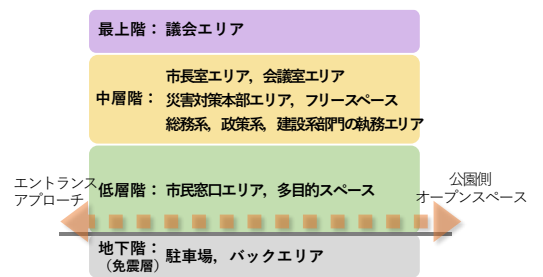 最上階： 議会エリア
中層階：
市長室エリア，会議室エリア
災害対策本部エリア，フリースペース
総務系，政策系，建設系部門の執務エリア
エントランス
アプローチ
低層階： 市民窓口エリア，多目的スペース
公園側
オープンスペース
地下階：
（免震層）
駐車場，バックエリア